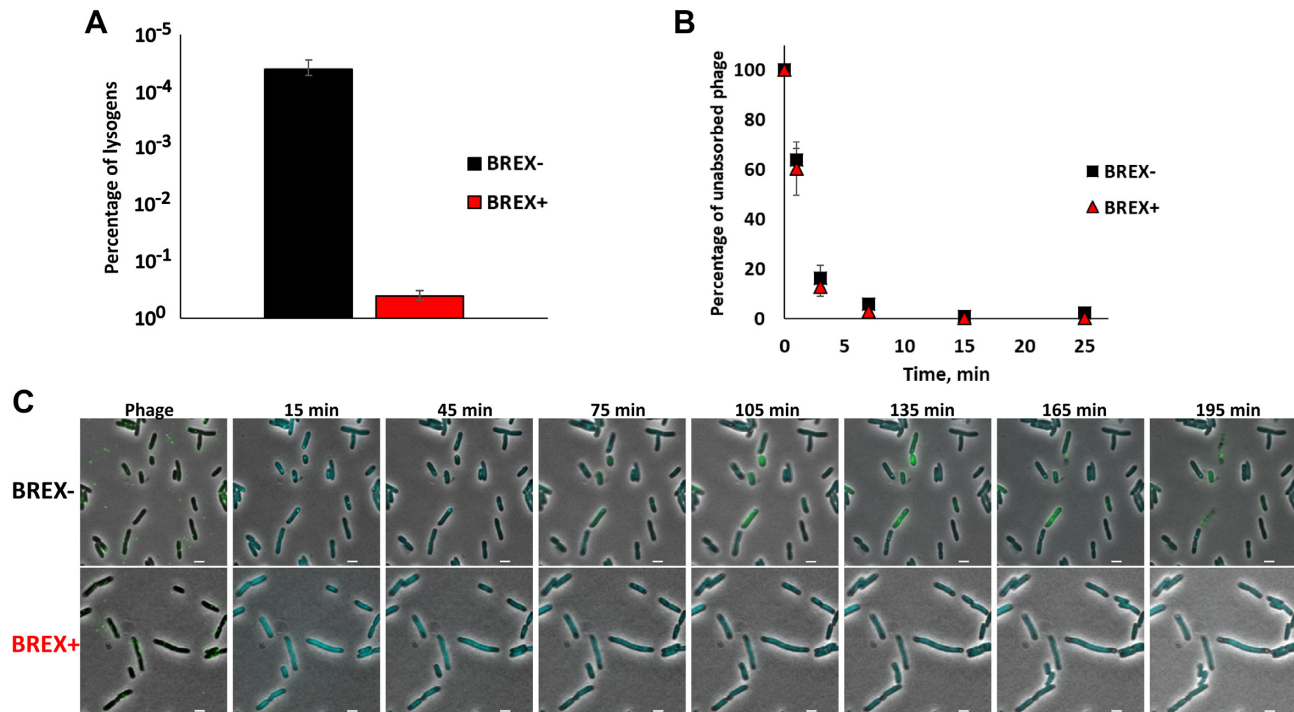 A
Percentage of lysogens
10-5
10-4
10-3
10-2
10-1
100
BREX-
BREX+
B
Percentage of unabsorbed phage
100
80
60
40
20
0
0 5 10 15 20 25
Time, min
BREX-
BREX+
C
Phage 15 min 45 min 75 min 105 min 135 min 165 min 195 min
BREX-
BREX+